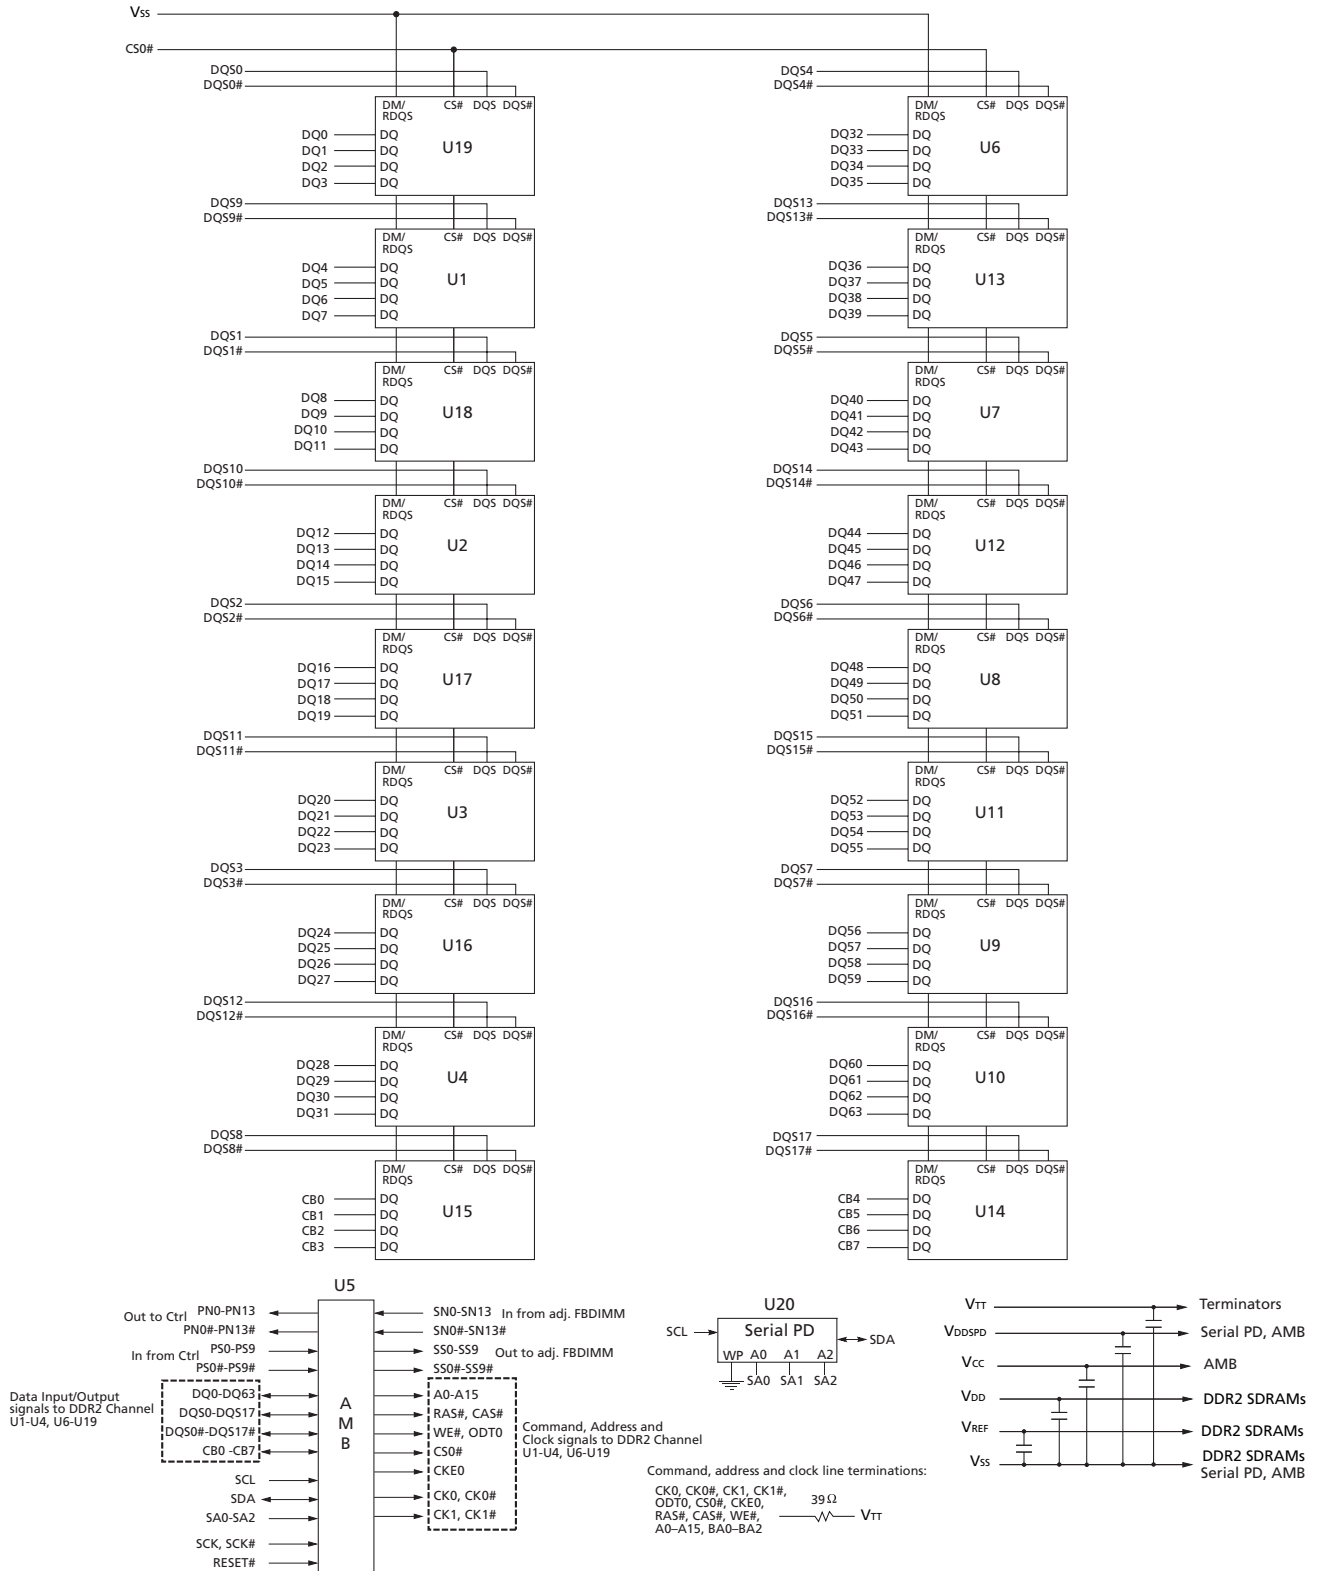 VSS
CS0#
DQS0
DQS0#
DM/ CS# DQS DQS#
RDQS
U19
DQ0 DQ
DQ1 DQ
DQ2 DQ
DQ3 DQ
DQS9
DQS9#
DM/ CS# DQS DQS#
RDQS
U1
DQ4 DQ
DQ5 DQ
DQ6 DQ
DQ7 DQ
DQS1
DQS1#
DM/ CS# DQS DQS#
RDQS
U18
DQ8 DQ
DQ9 DQ
DQ10 DQ
DQ11 DQ
DQS10
DQS10#
DM/ CS# DQS DQS#
RDQS
U2
DQ12 DQ
DQ13 DQ
DQ14 DQ
DQ15 DQ
DQS2
DQS2#
DM/ CS# DQS DQS#
RDQS
U17
DQ16 DQ
DQ17 DQ
DQ18 DQ
DQ19 DQ
DQS11
DQS11#
DM/ CS# DQS DQS#
RDQS
U3
DQ20 DQ
DQ21 DQ
DQ22 DQ
DQ23 DQ
DQS3
DQS3#
DM/ CS# DQS DQS#
RDQS
U16
DQ24 DQ
DQ25 DQ
DQ26 DQ
DQ27 DQ
DQS12
DQS12#
DM/ CS# DQS DQS#
RDQS
U4
DQ28 DQ
DQ29 DQ
DQ30 DQ
DQ31 DQ
DQS8
DQS8#
DM/ CS# DQS DQS#
RDQS
U15
CB0 DQ
CB1 DQ
CB2 DQ
CB3 DQ
DQS4
DQS4#
DM/ CS# DQS DQS#
RDQS
U6
DQ32 DQ
DQ33 DQ
DQ34 DQ
DQ35 DQ
DQS13
DQS13#
DM/ CS# DQS DQS#
RDQS
U13
DQ36 DQ
DQ37 DQ
DQ38 DQ
DQ39 DQ
DQS5
DQS5#
DM/ CS# DQS DQS#
RDQS
U7
DQ40 DQ
DQ41 DQ
DQ42 DQ
DQ43 DQ
DQS14
DQS14#
DM/ CS# DQS DQS#
RDQS
U12
DQ44 DQ
DQ45 DQ
DQ46 DQ
DQ47 DQ
DQS6
DQS6#
DM/ CS# DQS DQS#
RDQS
U8
DQ48 DQ
DQ49 DQ
DQ50 DQ
DQ51 DQ
DQS15
DQS15#
DM/ CS# DQS DQS#
RDQS
U11
DQ52 DQ
DQ53 DQ
DQ54 DQ
DQ55 DQ
DQS7
DQS7#
DM/ CS# DQS DQS#
RDQS
U9
DQ56 DQ
DQ57 DQ
DQ58 DQ
DQ59 DQ
DQS16
DQS16#
DM/ CS# DQS DQS#
RDQS
U10
DQ60 DQ
DQ61 DQ
DQ62 DQ
DQ63 DQ
DQS17
DQS17#
DM/ CS# DQS DQS#
RDQS
U14
CB4 DQ
CB5 DQ
CB6 DQ
CB7 DQ
U5
A
M
B
Out to Ctrl
PN0-PN13
PN0#-PN13#
In from Ctrl
PS0-PS9
PS0#-PS9#
Data Input/Output
signals to DDR2 Channel
U1-U4, U6-U19
DQ0-DQ63
DQS0-DQS17
DQS0#-DQS17#
CB0 -CB7
SCL
SDA
SA0-SA2
SCK, SCK#
RESET#
SN0-SN13 In from adj. FBDIMM
SN0#-SN13#
SS0-SS9 Out to adj. FBDIMM
SS0#-SS9#
A0-A15
RAS#, CAS#
WE#, ODT0
CS0#
CKE0
CK0, CK0#
CK1, CK1#
Command, Address and
Clock signals to DDR2 Channel
U1-U4, U6-U19
U20
Serial PD
SCL
SDA
WP A0 A1 A2
SA0 SA1 SA2
Command, address and clock line terminations:
CK0, CK0#, CK1, CK1#,
ODT0, CS0#, CKE0,
RAS#, CAS#, WE#,
A0–A15, BA0–BA2
39Ω
VTT
VTT Terminators
VDDSPD Serial PD, AMB
VCC AMB
VDD DDR2 SDRAMs
VREF DDR2 SDRAMs
VSS DDR2 SDRAMs
Serial PD, AMB